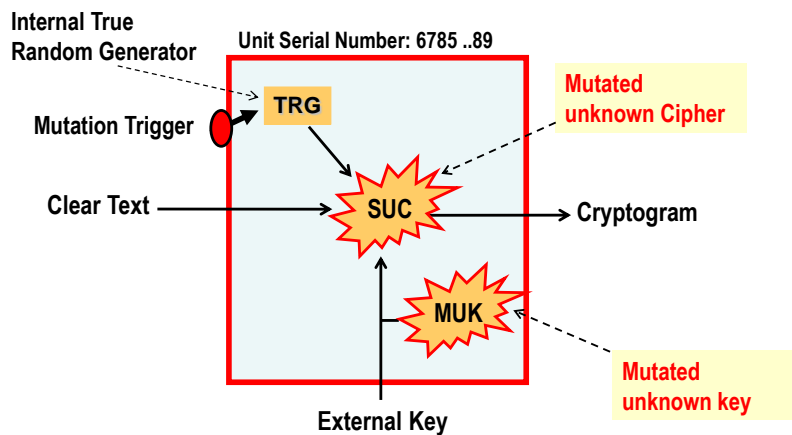 Internal True
Random Generator
Unit Serial Number: 6785 ..89
Mutated
unknown Cipher
TRG
Mutation Trigger
Clear Text
SUC
Cryptogram
MUK
Mutated
unknown key
External Key